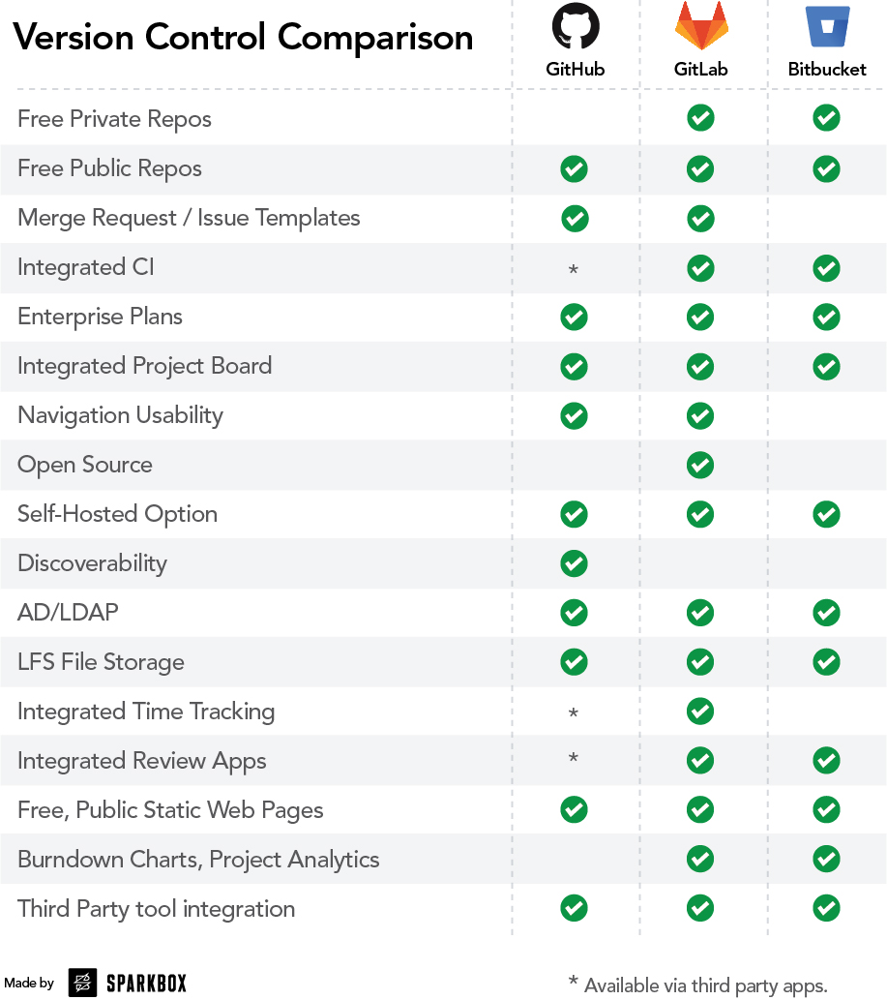 Version Control Comparison
GitHub GitLab Bitbucket
Free Private Repos
Free Public Repos
Merge Request / Issue Templates
Integrated CI *
Enterprise Plans
Integrated Project Board
Navigation Usability
Open Source
Self-Hosted Option
Discoverability
AD/LDAP
LFS File Storage
Integrated Time Tracking *
Integrated Review Apps *
Free, Public Static Web Pages
Burndown Charts, Project Analytics
Third Party tool integration
Made by SPARKBOX
* Available via third party apps.